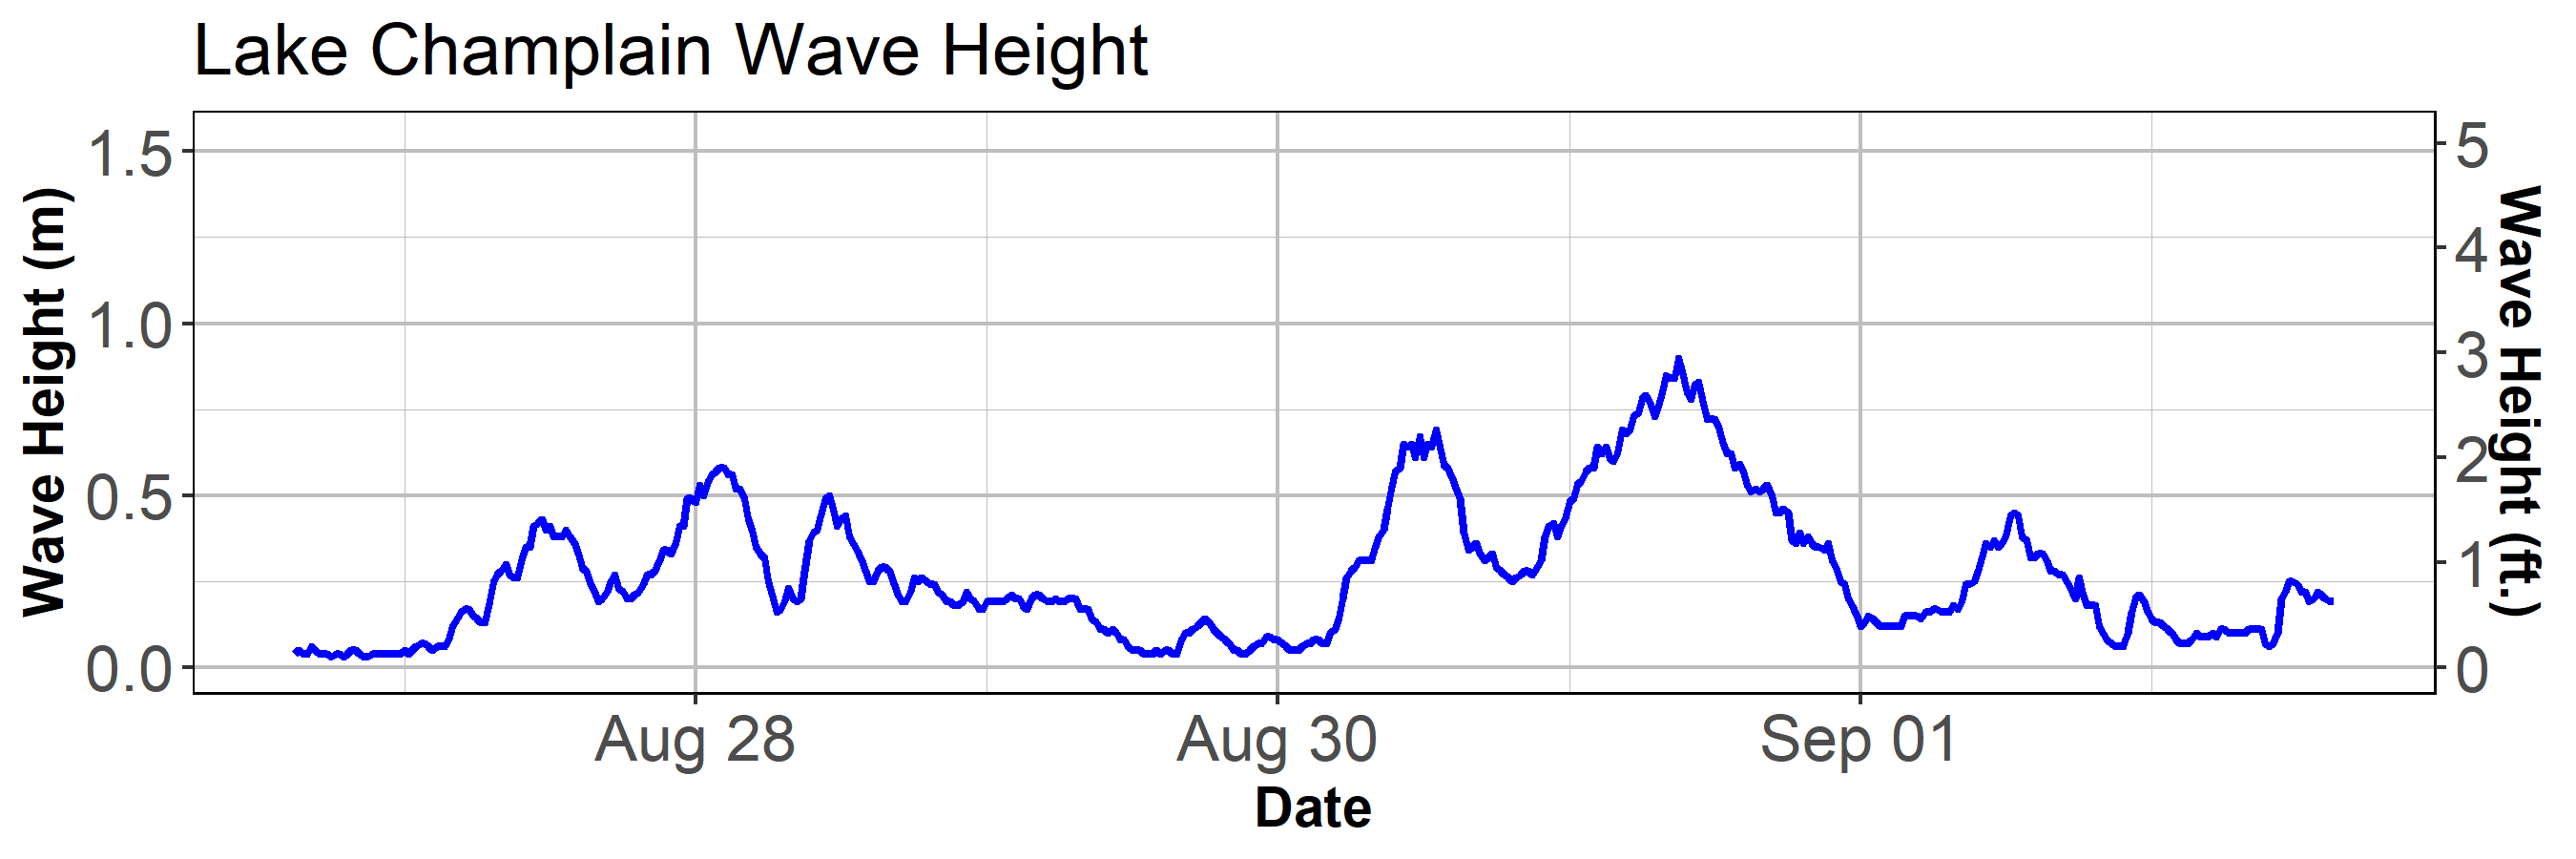 Lake Champlain Wave Height
Wave Height (m)
1.5
1.0
0.5
0.0
5
4
3
2
1
0
Wave Height (ft.)
Aug 28
Aug 30
Sep 01
Date